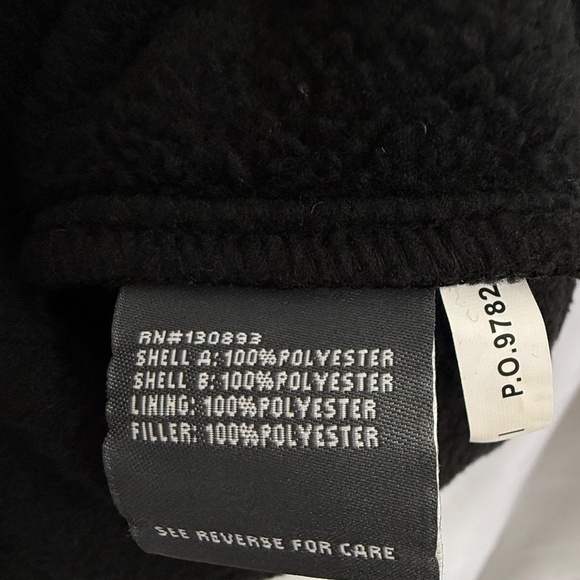 RN#130893
SHELL A: 100%POLYESTER
SHELL B: 100%POLYESTER
LINING: 100%POLYESTER
FILLER: 100%POLYESTER
SEE REVERSE FOR CARE
P.O.9782